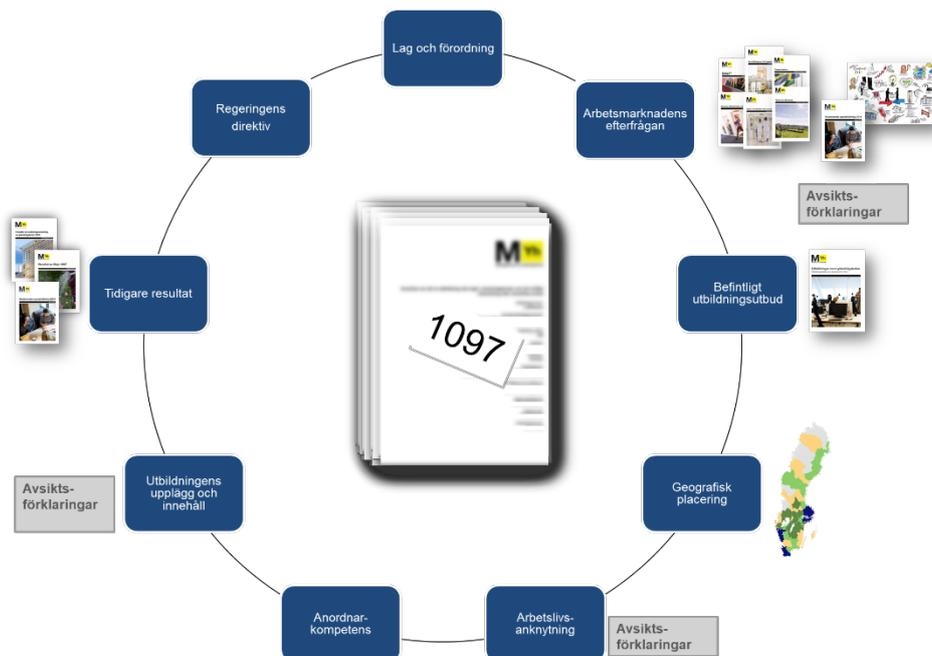 Lag och förordning
Arbetsmarknadens
efterfrågan
Avsikts-
förklaringar
Befintligt
utbildningsutbud
Geografisk
placering
Arbetslivs-
anknytning
Avsikts-
förklaringar
Anordnar-
kompetens
Utbildningens
upplägg och
innehåll
Avsikts-
förklaringar
Tidigare resultat
Regeringens
direktiv
M Yh
1097